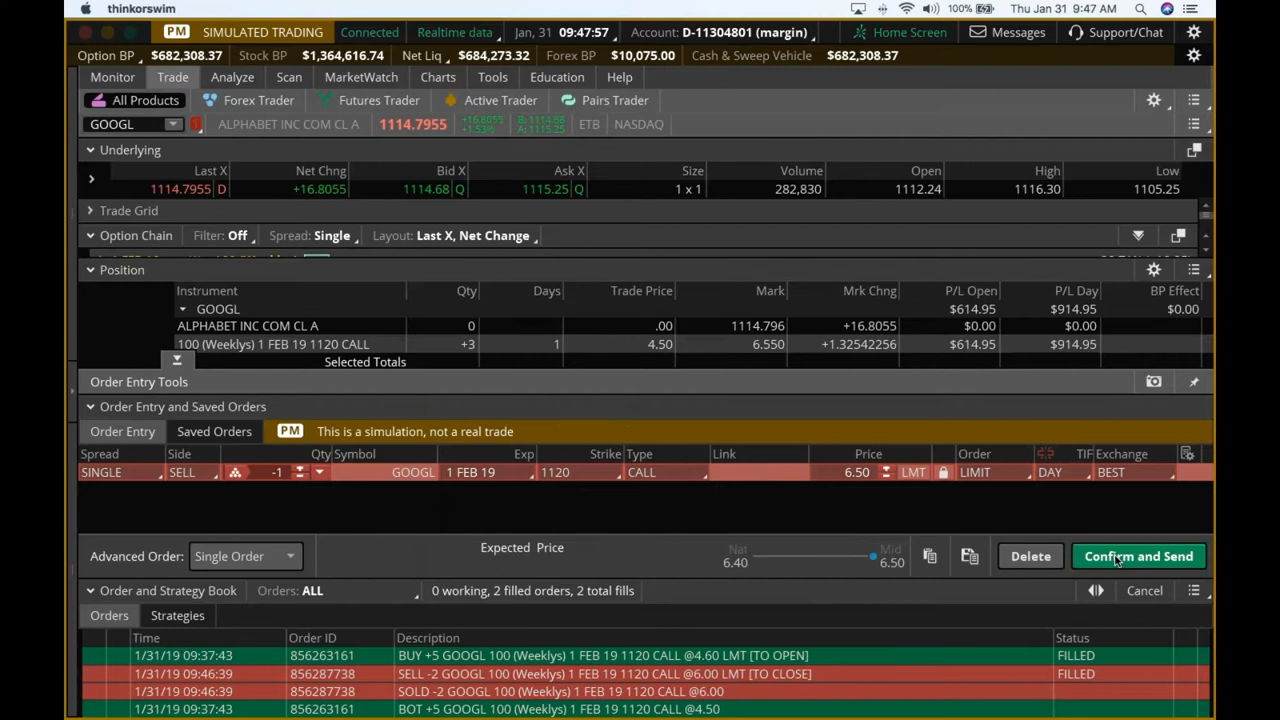 thinkorswim 100% Thu Jan 31 9:47 AM
PM SIMULATED TRADING Connected Realtime data Jan, 31 09:47:57 Account: D-11304801 (margin) Home Screen Messages Support/Chat
Option BP $682,308.37 Stock BP $1,364,616.74 Net Liq $684,273.32 Forex BP $10,075.00 Cash & Sweep Vehicle $682,308.37
Monitor Trade Analyze Scan MarketWatch Charts Tools Education Help
All Products Forex Trader Futures Trader Active Trader Pairs Trader
GOOGL ALPHABET INC COM CL A 1114.7955 +16.8055 +1.53% B: 1114.68 A: 1115.25 ETB NASDAQ
Underlying
Last X Net Chng Bid X Ask X Size Volume Open High Low
1114.7955 D +16.8055 1114.68 Q 1115.25 Q 1 x 1 282,830 1112.24 1116.30 1105.25
Trade Grid
Option Chain Filter: Off Spread: Single Layout: Last X, Net Change
Position
Instrument Qty Days Trade Price Mark Mrk Chng P/L Open P/L Day BP Effect
GOOGL $614.95 $914.95 $0.00
ALPHABET INC COM CL A 0 .00 1114.796 +16.8055 $0.00 $0.00
100 (Weeklys) 1 FEB 19 1120 CALL +3 1 4.50 6.550 +1.32542256 $614.95 $914.95
Selected Totals
Order Entry Tools
Order Entry and Saved Orders
Order Entry Saved Orders PM This is a simulation, not a real trade
Spread Side Qty Symbol Exp Strike Type Link Price Order TIF Exchange
SINGLE SELL -1 GOOGL 1 FEB 19 1120 CALL 6.50 LMT LIMIT DAY BEST
Advanced Order: Single Order Expected Price Nat 6.40 Mid 6.50 Delete Confirm and Send
Order and Strategy Book Orders: ALL 0 working, 2 filled orders, 2 total fills Cancel
Orders Strategies
Time Order ID Description Status
1/31/19 09:37:43 856263161 BUY +5 GOOGL 100 (Weeklys) 1 FEB 19 1120 CALL @4.60 LMT [TO OPEN] FILLED
1/31/19 09:46:39 856287738 SELL -2 GOOGL 100 (Weeklys) 1 FEB 19 1120 CALL @6.00 LMT [TO CLOSE] FILLED
1/31/19 09:46:39 856287738 SOLD -2 GOOGL 100 (Weeklys) 1 FEB 19 1120 CALL @6.00
1/31/19 09:37:43 856263161 BOT +5 GOOGL 100 (Weeklys) 1 FEB 19 1120 CALL @4.50